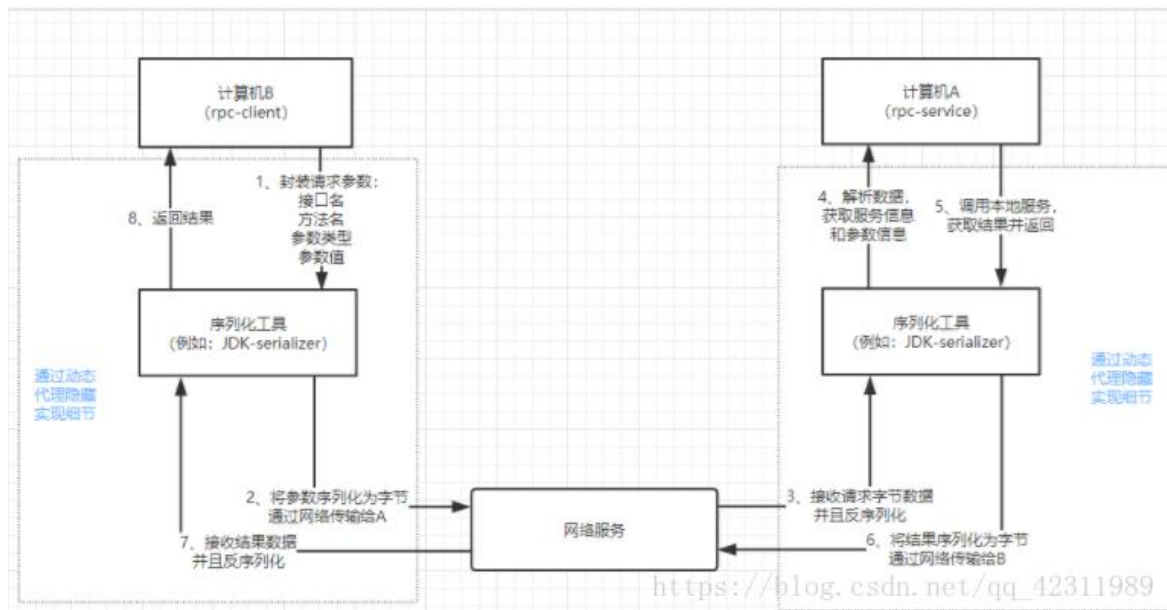 计算机B
（rpc-client）
计算机A
（rpc-service）
1、封装请求参数：
接口名
方法名
参数类型
参数值
8、返回结果
4、解析数据，
获取服务信息
和参数信息
5、调用本地服务，
获取结果并返回
序列化工具
（例如：JDK-serializer）
序列化工具
（例如：JDK-serializer）
通过动态
代理隐藏
实现细节
通过动态
代理隐藏
实现细节
2、将参数序列化为字节
通过网络传输给A
网络服务
3、接收请求字节数据
并且反序列化
7、接收结果数据
并且反序列化
6、将结果序列化为字节
通过网络传输给B
https://blog.csdn.net/qq_42311989